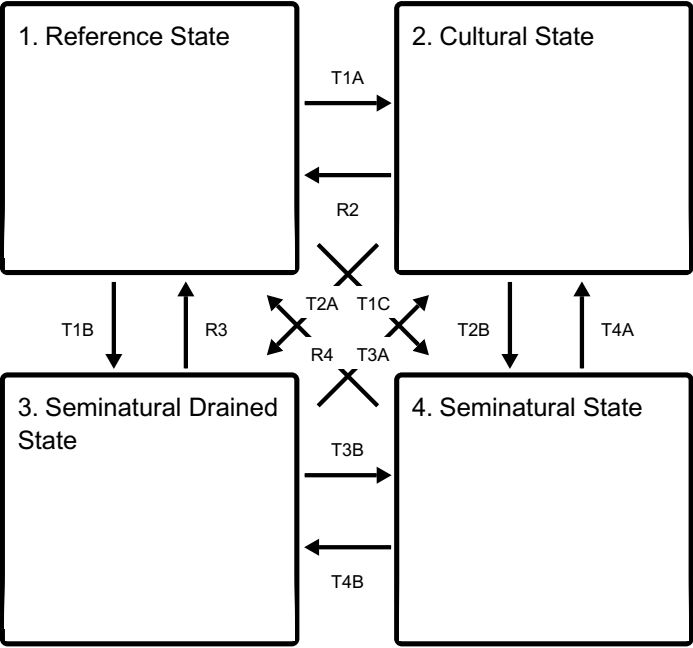 1. Reference State
2. Cultural State
T1A
R2
T2A
T1C
T1B
R3
T2B
T4A
R4
T3A
3. Seminatural Drained
State
4. Seminatural State
T3B
T4B